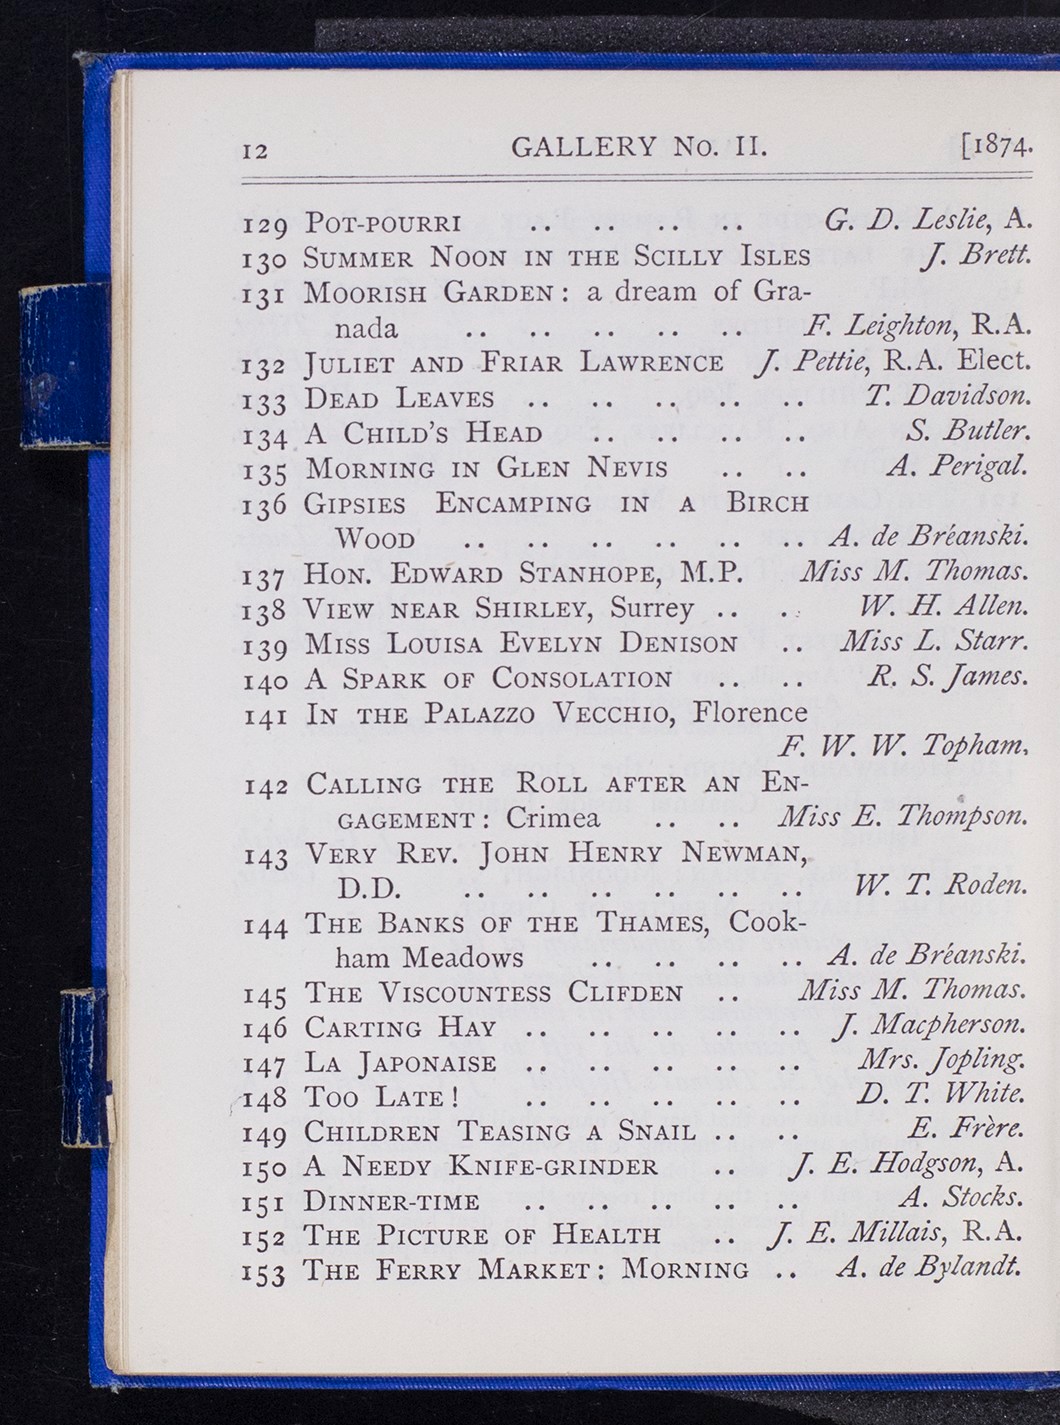 12 GALLERY No. II. [1874.
129 POT-POURRI .. .. .. .. G. D. Leslie, A.
130 SUMMER NOON IN THE SCILLY ISLES J. Brett.
131 MOORISH GARDEN: a dream of Gra-
nada .. .. .. .. .. F. Leighton, R.A.
132 JULIET AND FRIAR LAWRENCE J. Pettie, R.A. Elect.
133 DEAD LEAVES .. .. .. .. .. T. Davidson.
134 A CHILD'S HEAD .. .. .. .. S. Butler.
135 MORNING IN GLEN NEVIS .. .. A. Perigal.
136 GIPSIES ENCAMPING IN A BIRCH
WOOD .. .. .. .. .. .. A. de Bréanski.
137 HON. EDWARD STANHOPE, M.P. Miss M. Thomas.
138 VIEW NEAR SHIRLEY, Surrey .. .. W. H. Allen.
139 MISS LOUISA EVELYN DENISON .. Miss L. Starr.
140 A SPARK OF CONSOLATION .. .. R. S. James.
141 IN THE PALAZZO VECCHIO, Florence
F. W. W. Topham.
142 CALLING THE ROLL AFTER AN EN-
GAGEMENT: Crimea .. .. Miss E. Thompson.
143 VERY REV. JOHN HENRY NEWMAN,
D.D. .. .. .. .. .. .. W. T. Roden.
144 THE BANKS OF THE THAMES, Cook-
ham Meadows .. .. .. .. A. de Bréanski.
145 THE VISCOUNTESS CLIFDEN .. Miss M. Thomas.
146 CARTING HAY .. .. .. .. .. J. Macpherson.
147 LA JAPONAISE .. .. .. .. .. Mrs. Jopling.
148 TOO LATE! .. .. .. .. .. D. T. White.
149 CHILDREN TEASING A SNAIL .. .. E. Frère.
150 A NEEDY KNIFE-GRINDER .. J. E. Hodgson, A.
151 DINNER-TIME .. .. .. .. .. A. Stocks.
152 THE PICTURE OF HEALTH .. J. E. Millais, R.A.
153 THE FERRY MARKET: MORNING .. A. de Bylandt.